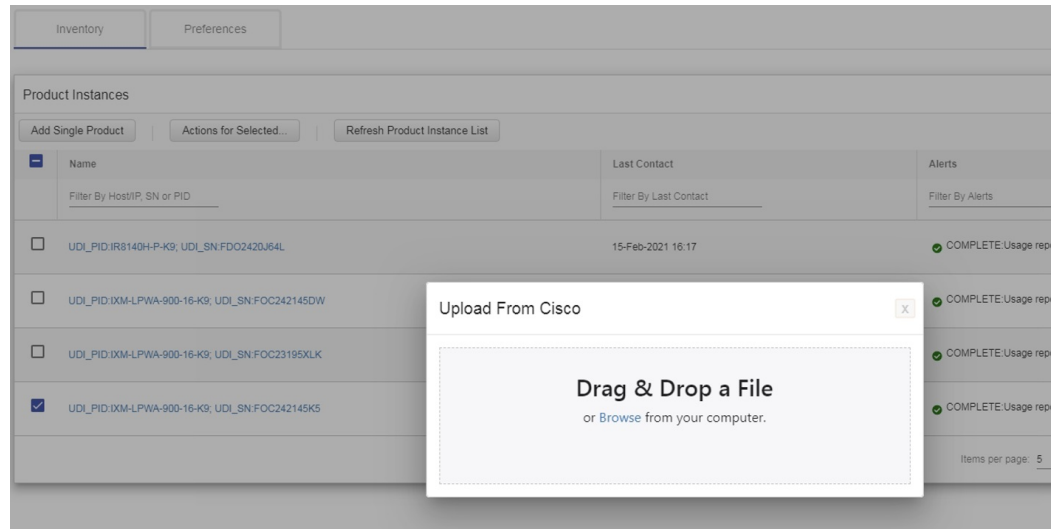 Inventory
Preferences
Product Instances
Add Single Product
Actions for Selected...
Refresh Product Instance List
Name
Last Contact
Alerts
Filter By Host/IP, SN or PID
Filter By Last Contact
Filter By Alerts
UDI_PID:IR8140H-P-K9; UDI_SN:FDO2420J64L
15-Feb-2021 16:17
COMPLETE:Usage rep
UDI_PID:IXM-LPWA-900-16-K9; UDI_SN:FOC242145DW
COMPLETE:Usage rep
UDI_PID:IXM-LPWA-900-16-K9; UDI_SN:FOC23195XLK
COMPLETE:Usage rep
UDI_PID:IXM-LPWA-900-16-K9; UDI_SN:FOC242145K5
COMPLETE:Usage rep
Upload From Cisco
X
Drag & Drop a File
or Browse from your computer.
Items per page: 5